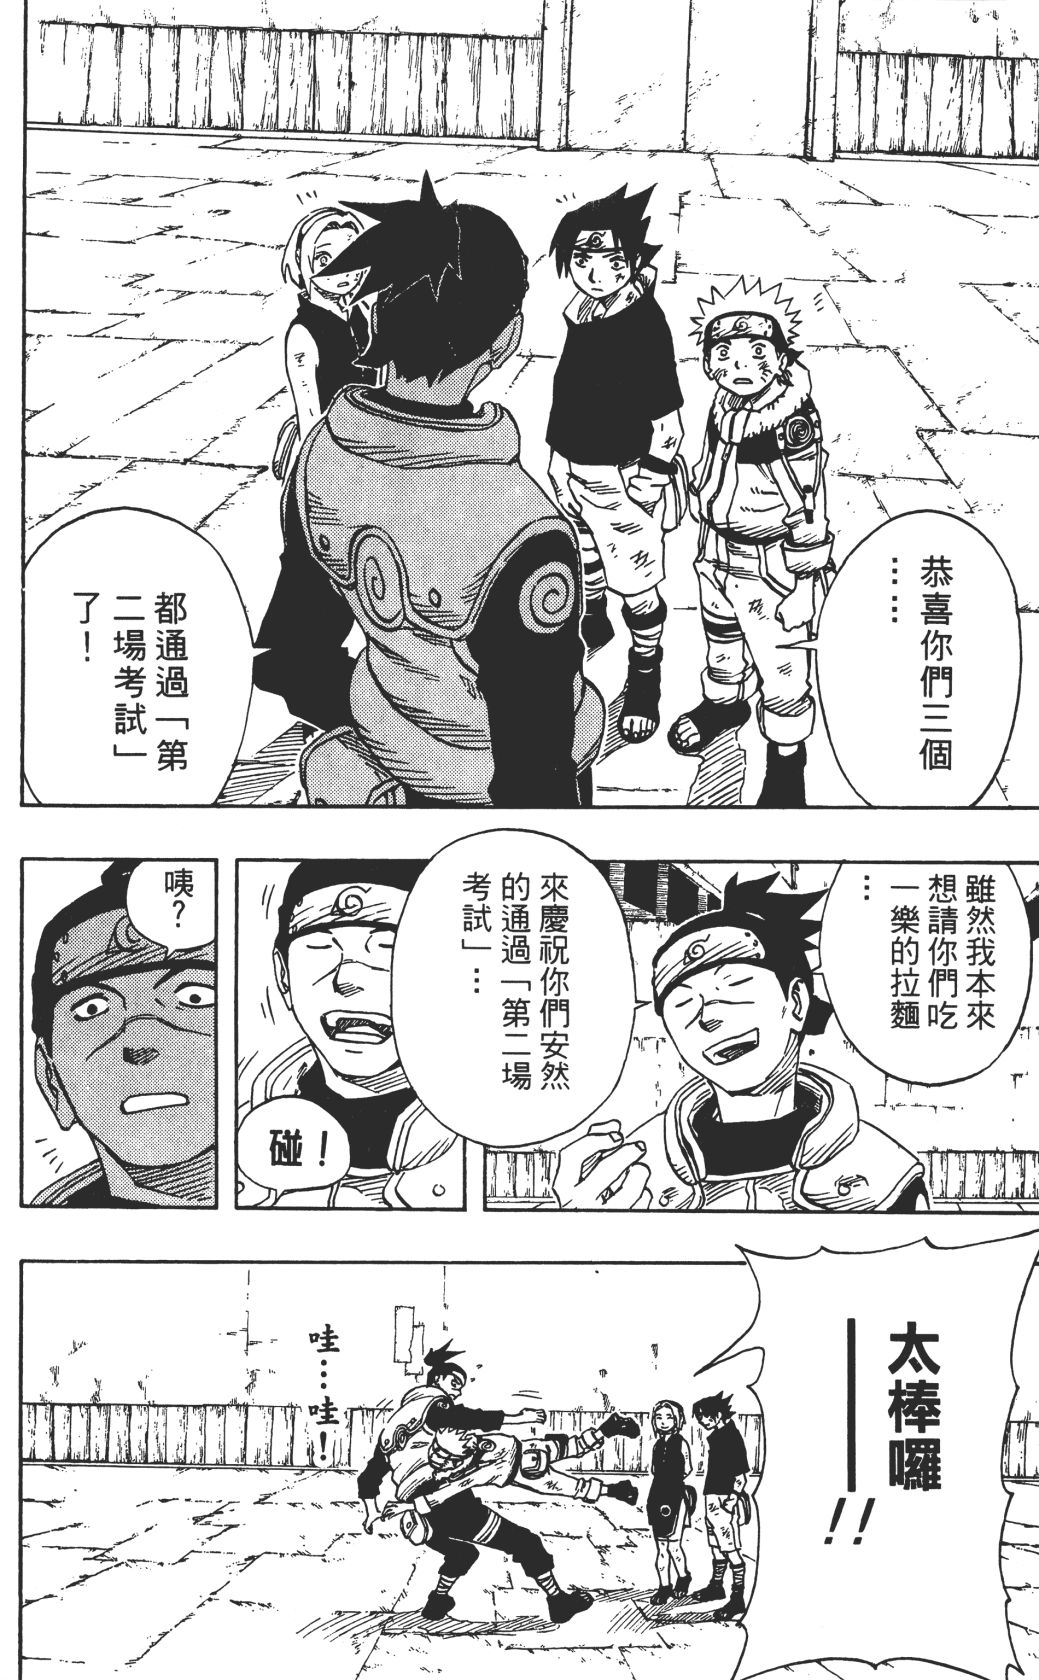 恭喜你們三個
……
都通過「第
二場考試」
了！
雖然我本來
想請你們吃
一樂的拉麵
…
來慶祝你們安然
的通過「第二場
考試」…
碰！
咦？
太棒囉
——!!
哇…哇！